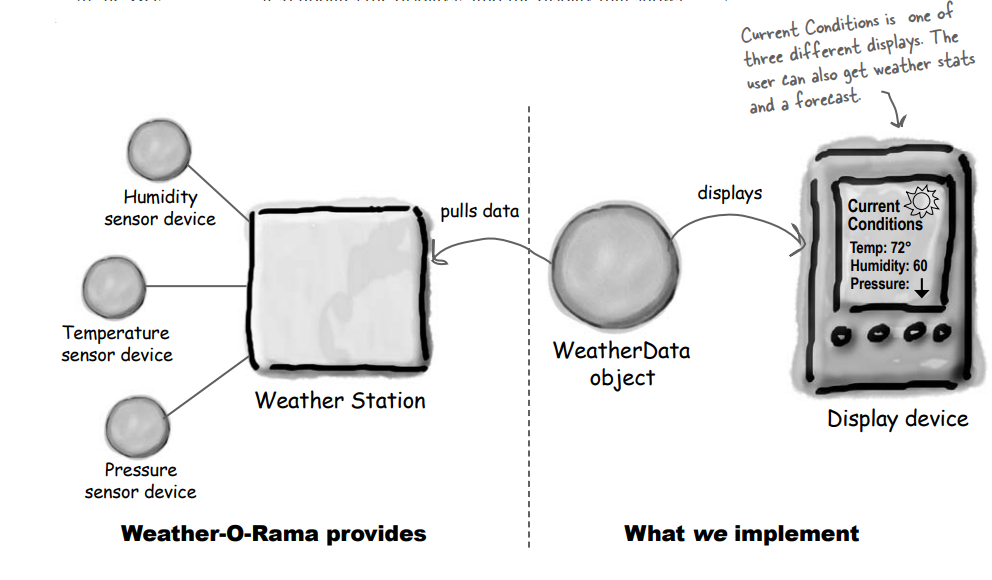 Current Conditions is one of
three different displays. The
user can also get weather stats
and a forecast.
Humidity
sensor device
Temperature
sensor device
Pressure
sensor device
Weather Station
pulls data
WeatherData
object
displays
Current
Conditions
Temp: 72°
Humidity: 60
Pressure:
Display device
Weather-O-Rama provides
What we implement